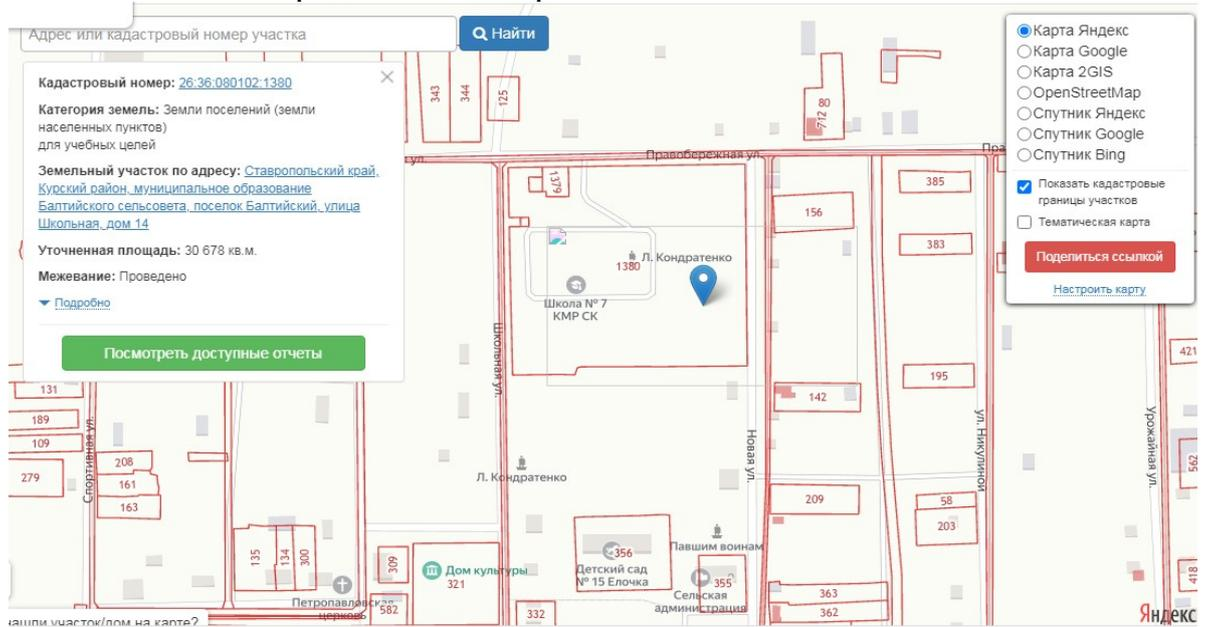 Адрес или кадастровый номер участка
Найти
Кадастровый номер: 26:36:080102:1380
Категория земель: Земли поселений (земли
населенных пунктов)
для учебных целей
Земельный участок по адресу: Ставропольский край,
Курский район, муниципальное образование
Балтийского сельсовета, поселок Балтийский, улица
Школьная, дом 14
Уточненная площадь: 30 678 кв.м.
Межевание: Проведено
Подробно
Посмотреть доступные отчеты
Карта Яндекс
Карта Google
Карта 2GIS
OpenStreetMap
Спутник Яндекс
Спутник Google
Спутник Bing
Показать кадастровые
границы участков
Тематическая карта
Поделиться ссылкой
Настроить карту
343
344
125
80
712
ул.
Правобережная ул.
Пра
1379
385
156
383
1380
Л. Кондратенко
Школа № 7
КМР СК
Школьная ул.
421
195
142
131
189
109
279
208
161
163
Спортивная ул.
Л. Кондратенко
Новая ул.
ул. Никулиной
Урожайная ул.
562
209
58
203
135
134
300
309
Дом культуры
321
356
Детский сад
№ 15 Елочка
Павшим воинам
355
Сельская
администрация
363
362
418
Петропавловская
церковь
582
332
нашли участок/дом на карте?
Яндекс